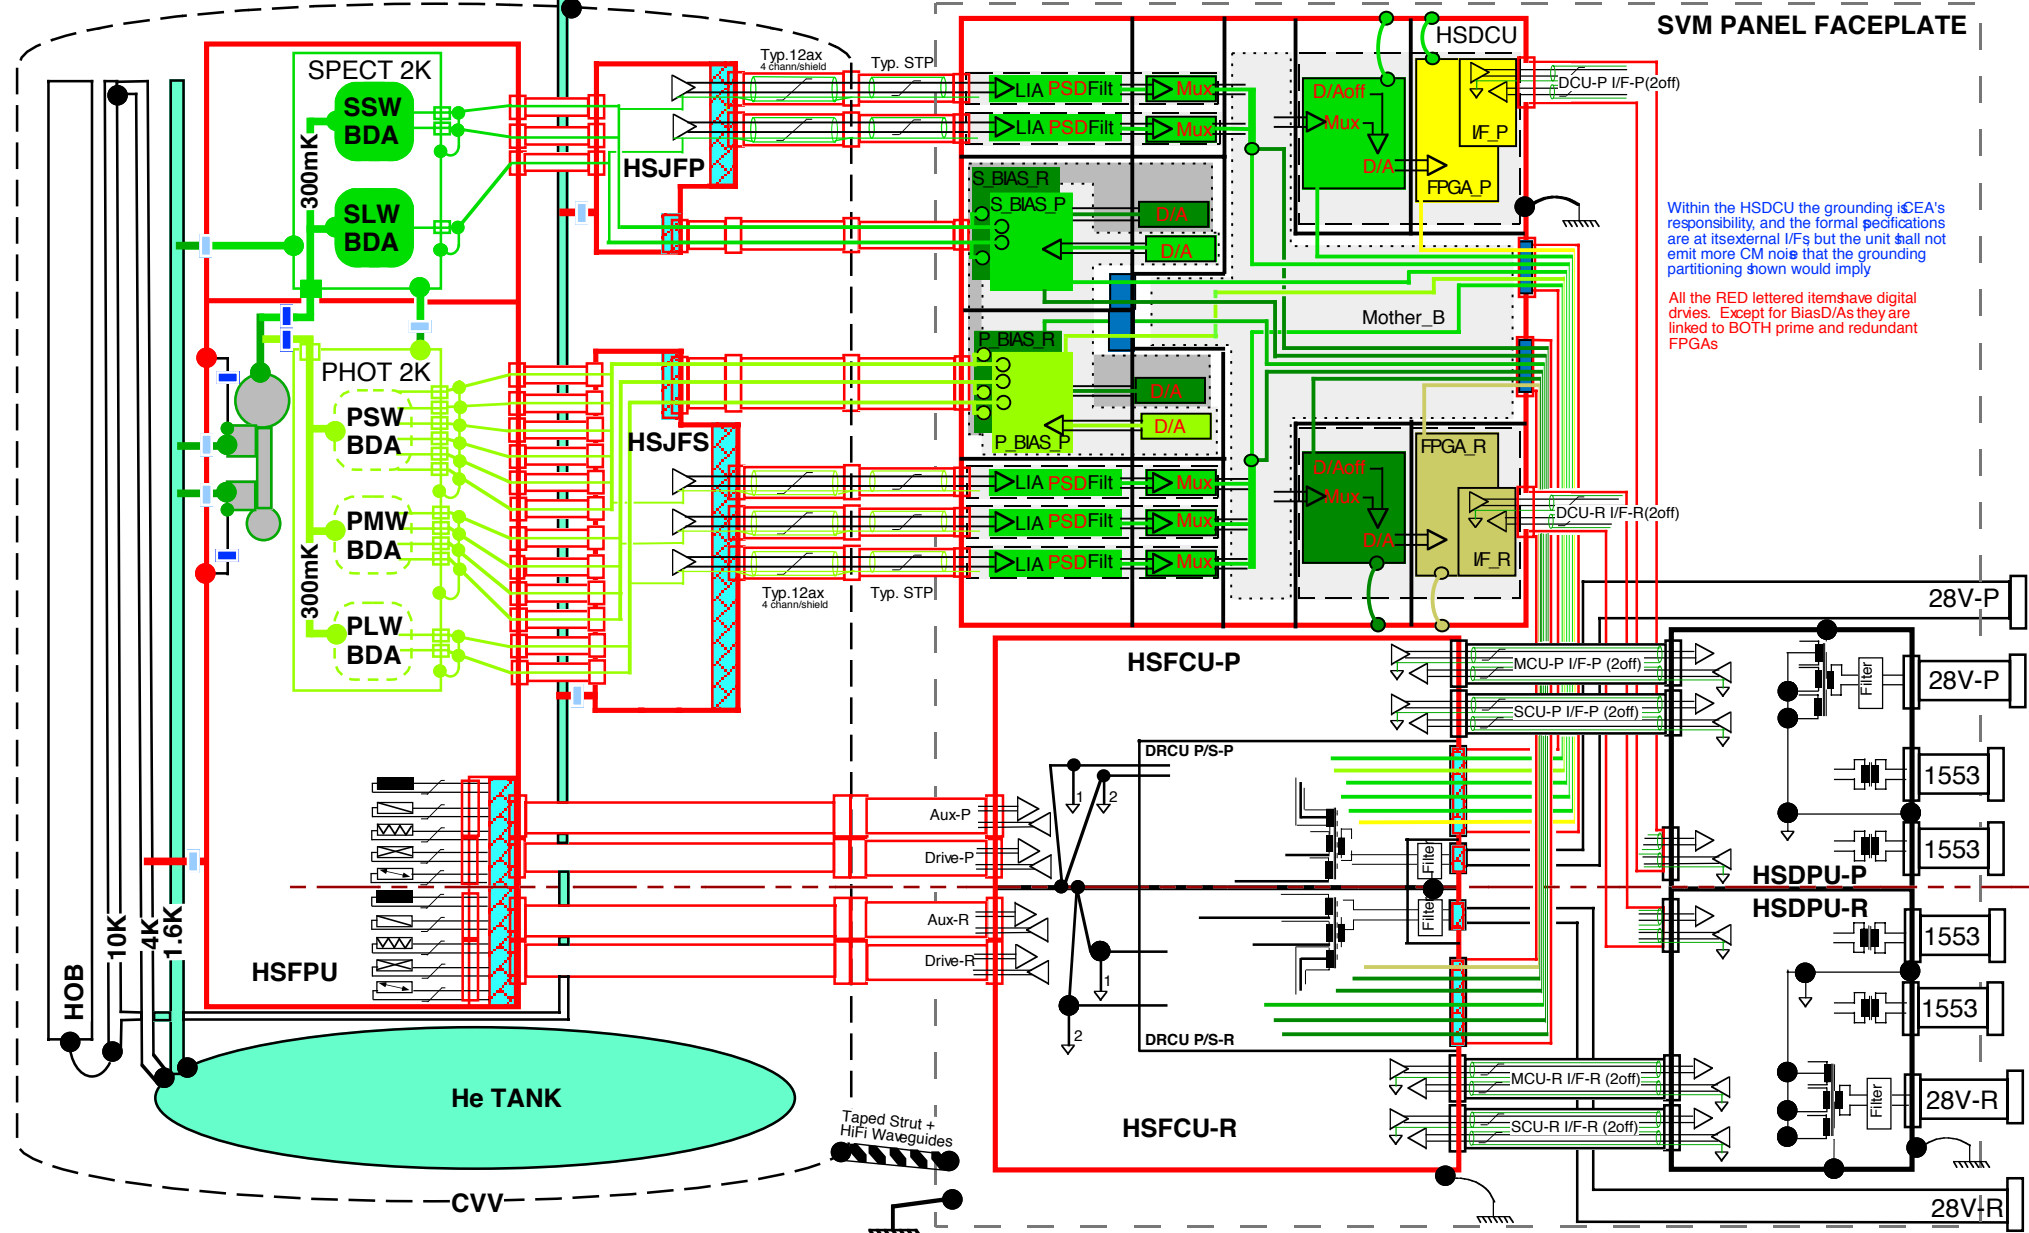 SVM PANEL FACEPLATE
HSDCU
SPECT 2K
SSW
BDA
SLW
BDA
300mK
Typ.12ax
4 chann/shield
Typ. STP
HSJFP
LIA PSDFilt
Mux
LIA PSDFilt
Mux
D/Aoff
Mux
D/A
I/F_P
FPGA_P
DCU-P I/F-P(2off)
S_BIAS_R
S_BIAS_P
D/A
D/A
Within the HSDCU the grounding is CEA's
responsibility, and the formal specifications
are at itsexternal I/Fs but the unit shall not
emit more CM noise that the grounding
partitioning shown would imply
All the RED lettered items have digital
drvies. Except for BiasD/As they are
linked to BOTH prime and redundant
FPGAs
Mother_B
PHOT 2K
PSW
BDA
PMW
BDA
PLW
BDA
300mK
HSJFS
P_BIAS_R
P_BIAS_P
D/A
D/A
LIA PSDFilt
Mux
LIA PSDFilt
Mux
LIA PSDFilt
Mux
Typ.12ax
4 chann/shield
Typ. STP
D/Aoff
Mux
D/A
FPGA_R
I/F_R
DCU-R I/F-R(2off)
28V-P
HSFCU-P
MCU-P I/F-P (2off)
SCU-P I/F-P (2off)
Filter
28V-P
DRCU P/S-P
1553
1553
Aux-P
Drive-P
1
2
Filter
HSDPU-P
HSDPU-R
Aux-R
Drive-R
1
2
Filter
1553
1553
HOB
10K
4K
1.6K
HSFPU
DRCU P/S-R
He TANK
MCU-R I/F-R (2off)
SCU-R I/F-R (2off)
Filter
28V-R
HSFCU-R
Taped Strut +
HiFi Waveguides
CVV
28V-R